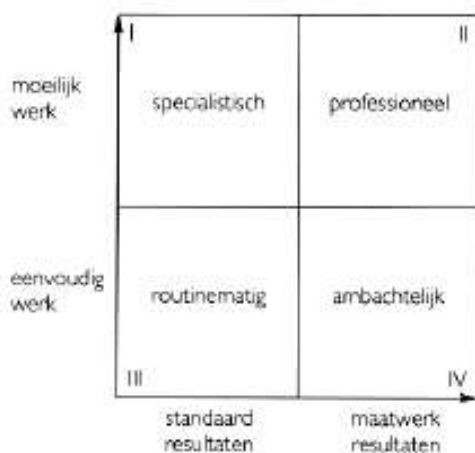 I
II
moeilijk
werk
specialistisch
professioneel
eenvoudig
werk
routinematig
ambachtelijk
III
IV
standaard
resultaten
maatwerk
resultaten